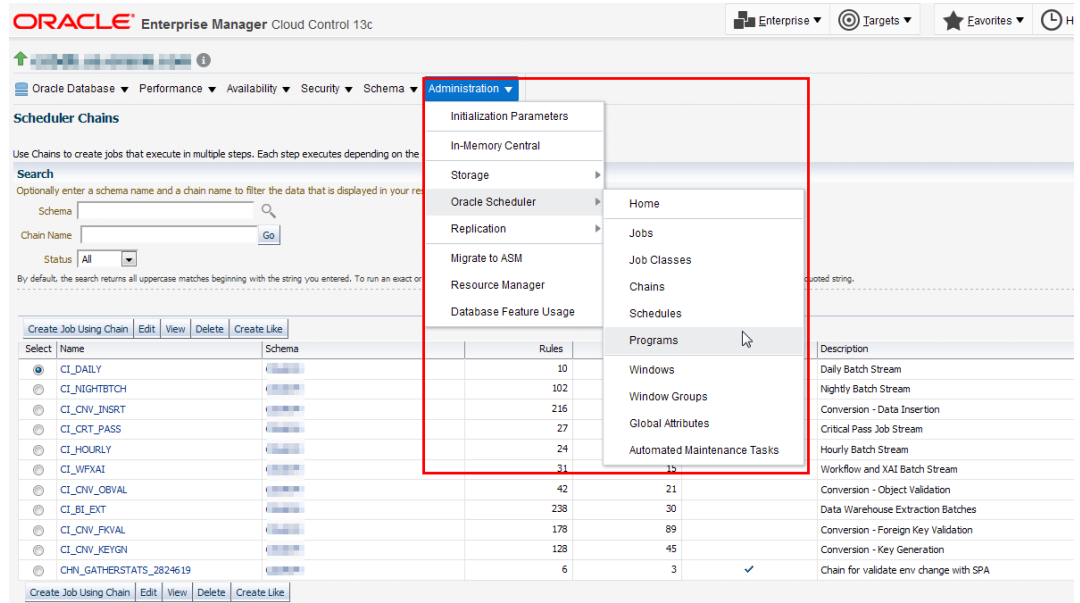 ORACLE Enterprise Manager Cloud Control 13c
Enterprise Targets Favorites H
Oracle Database Performance Availability Security Schema Administration
Scheduler Chains
Use Chains to create jobs that execute in multiple steps. Each step executes depending on the
Search
Optionally enter a schema name and a chain name to filter the data that is displayed in your res
Schema
Chain Name Go
Status All
By default, the search returns all uppercase matches beginning with the string you entered. To run an exact or uoted string.
Initialization Parameters
In-Memory Central
Storage
Oracle Scheduler
Replication
Migrate to ASM
Resource Manager
Database Feature Usage
Home
Jobs
Job Classes
Chains
Schedules
Programs
Windows
Window Groups
Global Attributes
Automated Maintenance Tasks
Create Job Using Chain Edit View Delete Create Like
Select Name Schema Rules Description
CI_DAILY 10 Daily Batch Stream
CI_NIGHTBTCH 102 Nightly Batch Stream
CI_CNV_INSRT 216 Conversion - Data Insertion
CI_CRT_PASS 27 Critical Pass Job Stream
CI_HOURLY 24 Hourly Batch Stream
CI_WFXAI 31 15 Workflow and XAI Batch Stream
CI_CNV_OBVAL 42 21 Conversion - Object Validation
CI_BI_EXT 238 30 Data Warehouse Extraction Batches
CI_CNV_FKVAL 178 89 Conversion - Foreign Key Validation
CI_CNV_KEYGN 128 45 Conversion - Key Generation
CHN_GATHERSTATS_2824619 6 3 Chain for validate env change with SPA
Create Job Using Chain Edit View Delete Create Like